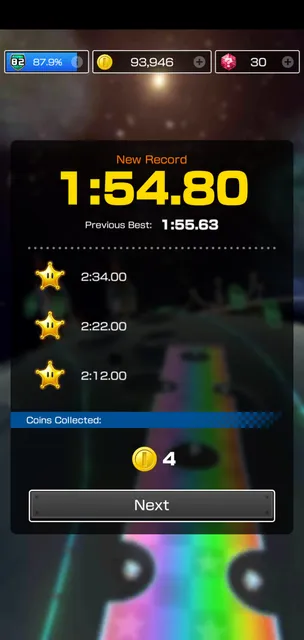 82 87.9% 93,946 30
New Record
1:54.80
Previous Best: 1:55.63
2:34.00
2:22.00
2:12.00
Coins Collected:
4
Next